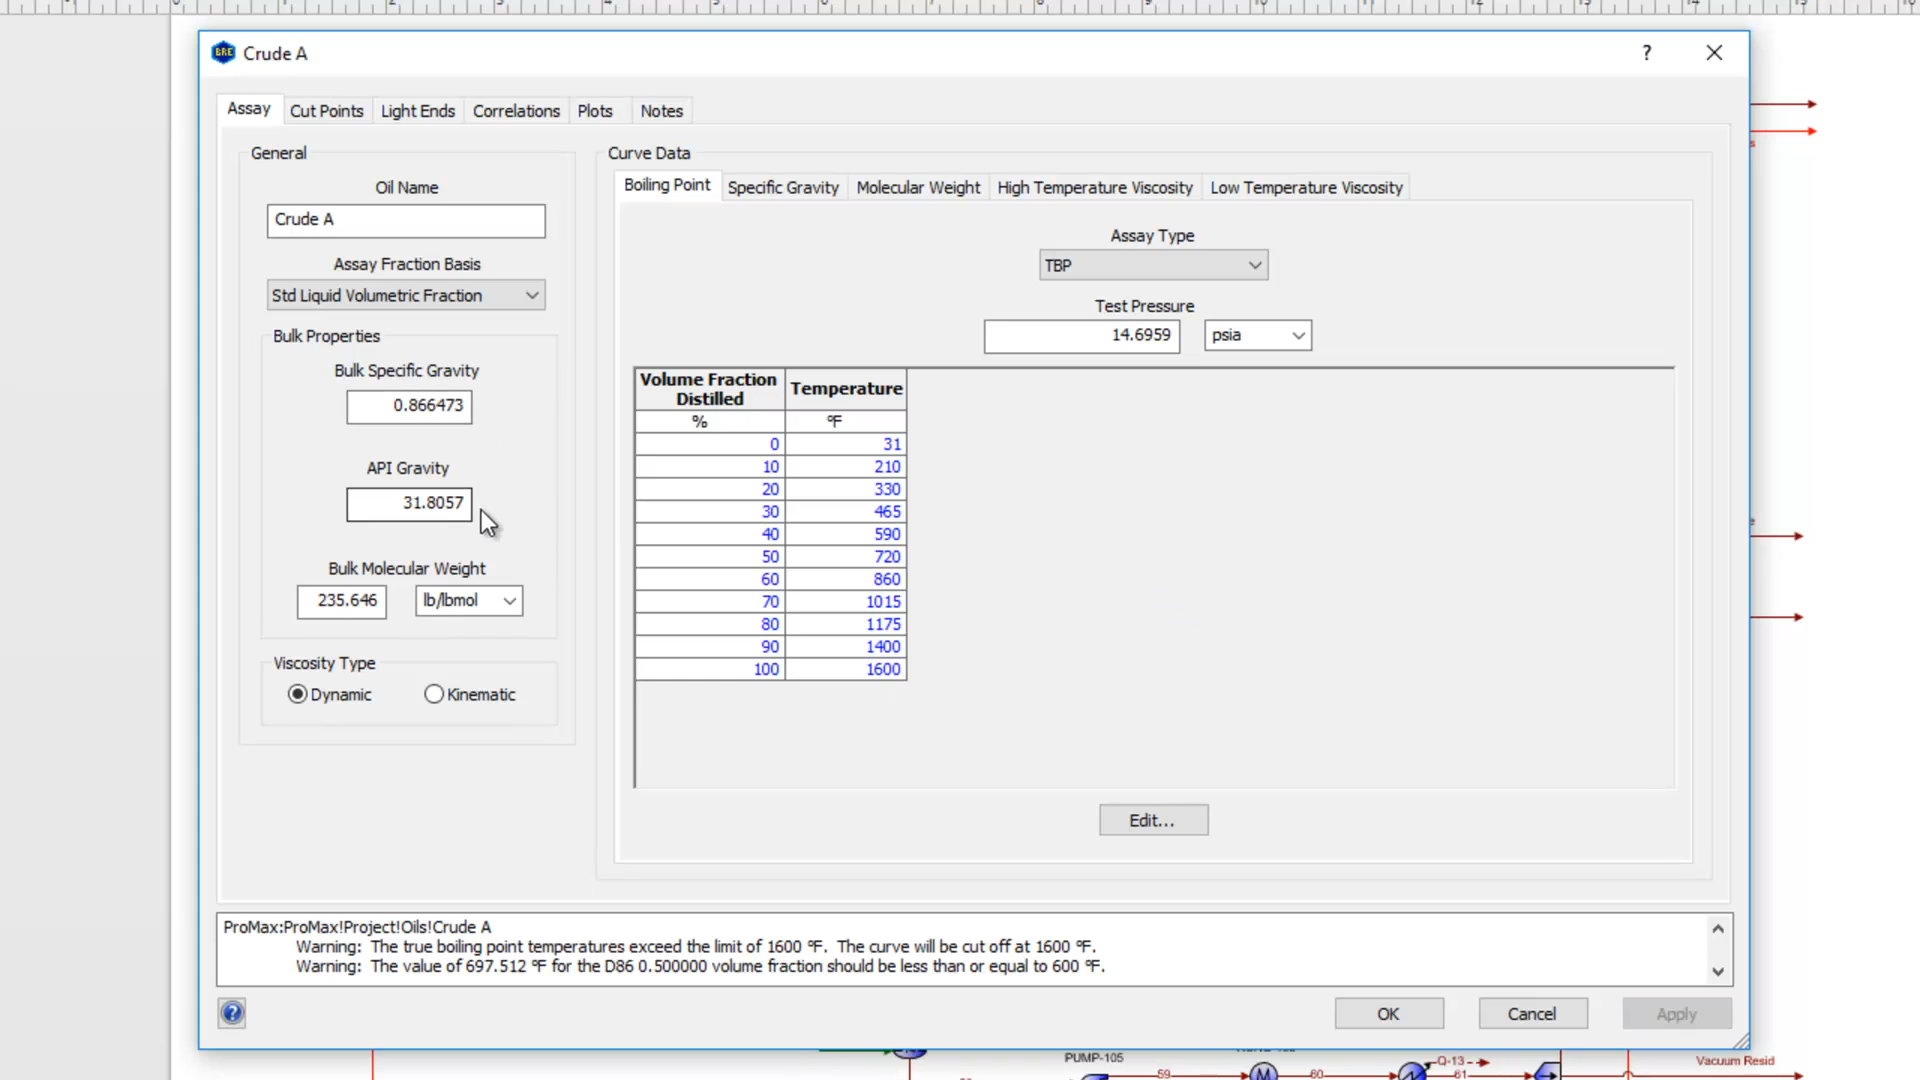 BRE Crude A ?
Assay Cut Points Light Ends Correlations Plots Notes
General
Oil Name
Crude A
Assay Fraction Basis
Std Liquid Volumetric Fraction
Bulk Properties
Bulk Specific Gravity
0.866473
API Gravity
31.8057
Bulk Molecular Weight
235.646 lb/lbmol
Viscosity Type
Dynamic Kinematic
Curve Data
Boiling Point Specific Gravity Molecular Weight High Temperature Viscosity Low Temperature Viscosity
Assay Type
TBP
Test Pressure
14.6959 psia
Volume Fraction Distilled Temperature
% °F
0 31
10 210
20 330
30 465
40 590
50 720
60 860
70 1015
80 1175
90 1400
100 1600
Edit...
ProMax:ProMax!Project!Oils!Crude A
Warning: The true boiling point temperatures exceed the limit of 1600 °F. The curve will be cut off at 1600 °F.
Warning: The value of 697.512 °F for the D86 0.500000 volume fraction should be less than or equal to 600 °F.
? OK Cancel Apply
PUMP-105
59 M 60 Q-13 61
Vacuum Resid